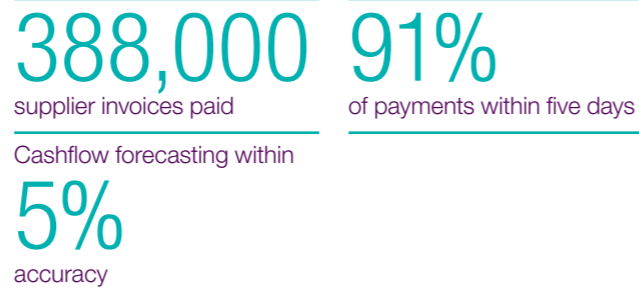 388,000
supplier invoices paid
91%
of payments within five days
Cashflow forecasting within
5%
accuracy